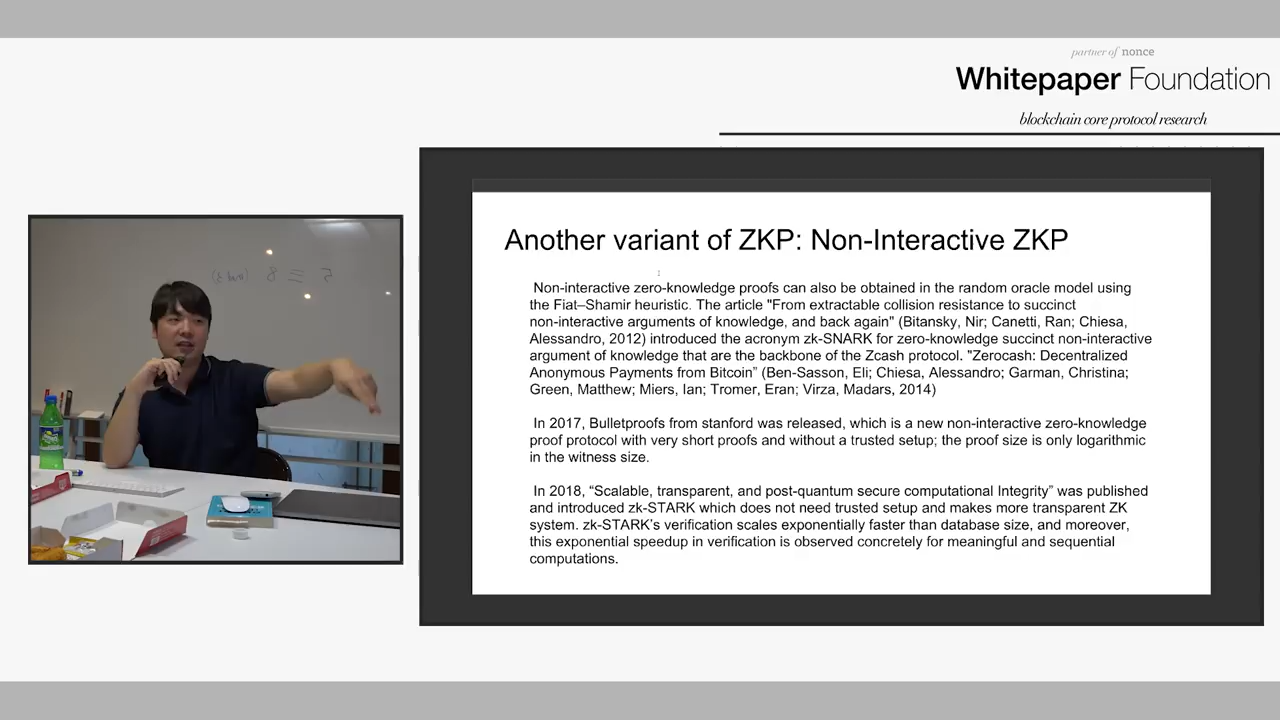 partner of nonce
Whitepaper Foundation
blockchain core protocol research
Another variant of ZKP: Non-Interactive ZKP
Non-interactive zero-knowledge proofs can also be obtained in the random oracle model using
the Fiat–Shamir heuristic. The article "From extractable collision resistance to succinct
non-interactive arguments of knowledge, and back again" (Bitansky, Nir; Canetti, Ran; Chiesa,
Alessandro, 2012) introduced the acronym zk-SNARK for zero-knowledge succinct non-interactive
argument of knowledge that are the backbone of the Zcash protocol. "Zerocash: Decentralized
Anonymous Payments from Bitcoin” (Ben-Sasson, Eli; Chiesa, Alessandro; Garman, Christina;
Green, Matthew; Miers, Ian; Tromer, Eran; Virza, Madars, 2014)
In 2017, Bulletproofs from stanford was released, which is a new non-interactive zero-knowledge
proof protocol with very short proofs and without a trusted setup; the proof size is only logarithmic
in the witness size.
In 2018, “Scalable, transparent, and post-quantum secure computational Integrity” was published
and introduced zk-STARK which does not need trusted setup and makes more transparent ZK
system. zk-STARK’s verification scales exponentially faster than database size, and moreover,
this exponential speedup in verification is observed concretely for meaningful and sequential
computations.